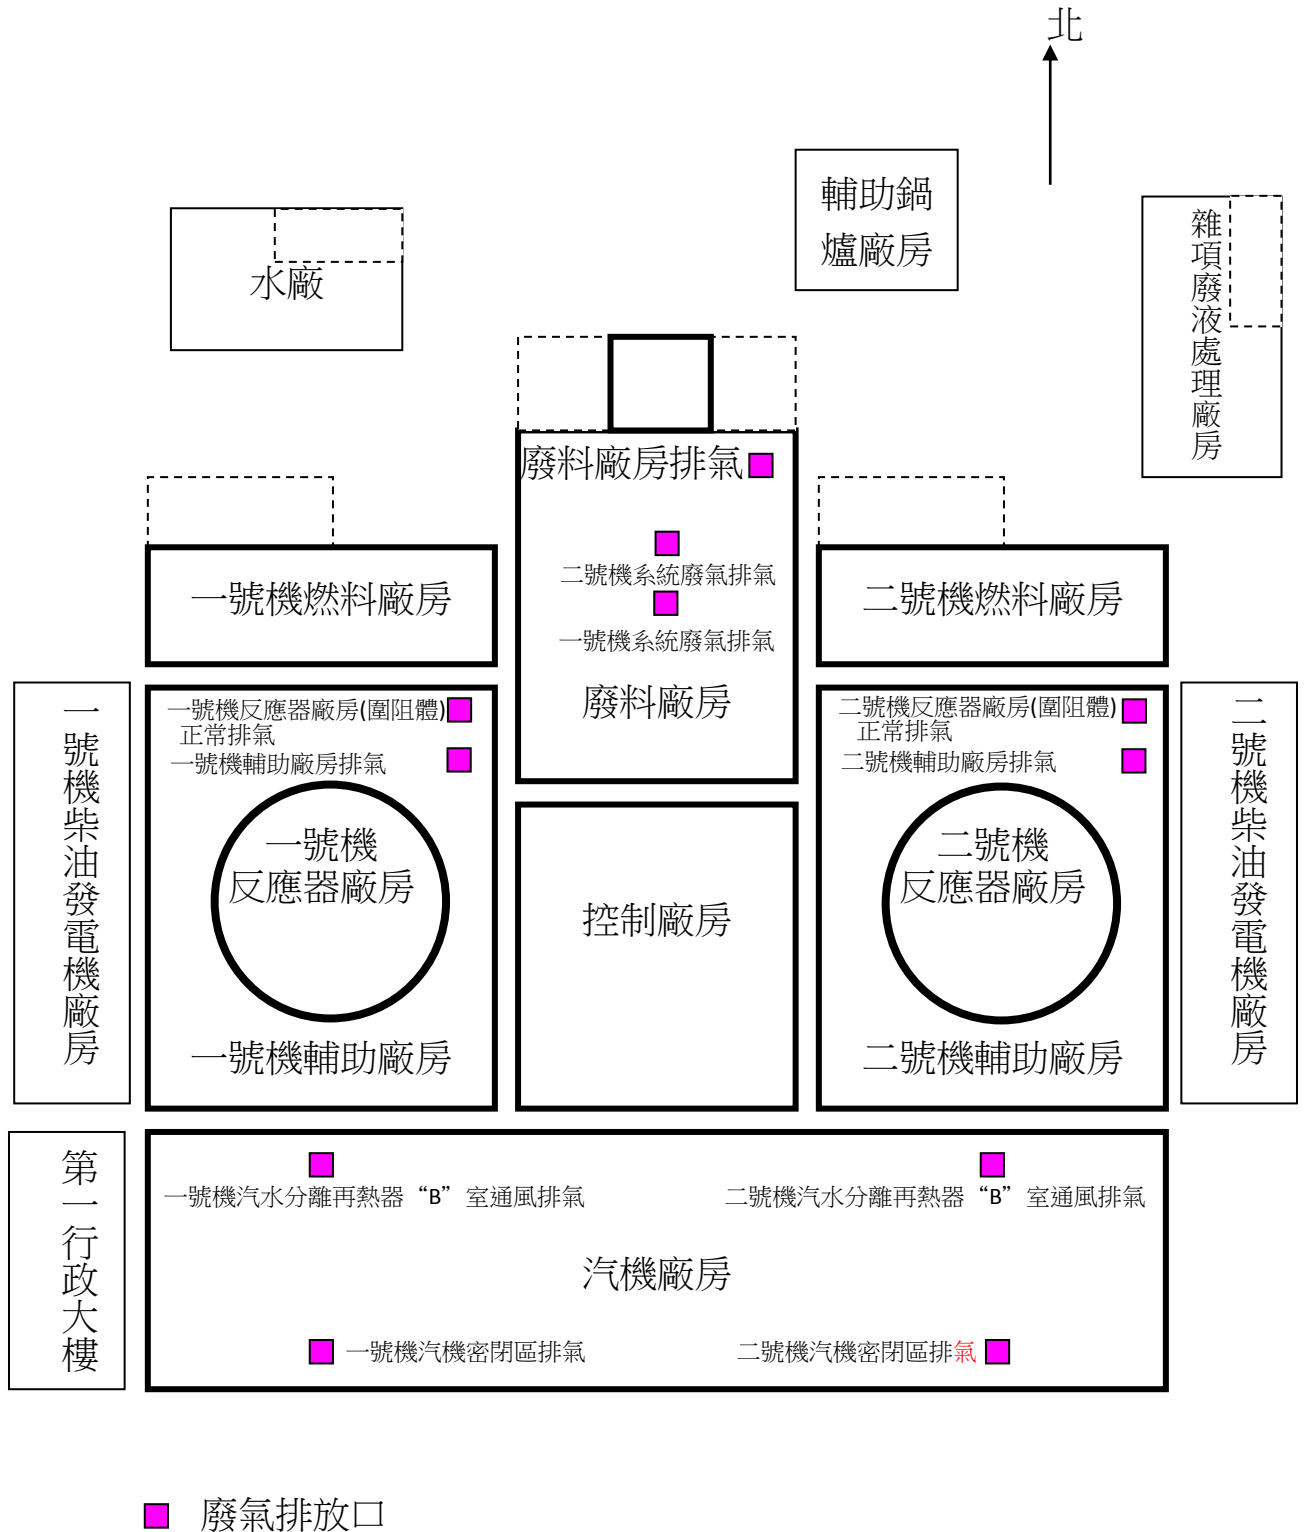 北
輔助鍋
爐廠房
水廠
雜項廢液處理廠房
廢料廠房排氣
二號機系統廢氣排氣
一號機系統廢氣排氣
廢料廠房
一號機燃料廠房
二號機燃料廠房
一號機柴油發電機廠房
一號機反應器廠房(圍阻體)
正常排氣
一號機輔助廠房排氣
一號機
反應器廠房
一號機輔助廠房
控制廠房
二號機反應器廠房(圍阻體)
正常排氣
二號機輔助廠房排氣
二號機
反應器廠房
二號機輔助廠房
二號機柴油發電機廠房
第一行政大樓
一號機汽水分離再熱器“B”室通風排氣
二號機汽水分離再熱器“B”室通風排氣
汽機廠房
一號機汽機密閉區排氣
二號機汽機密閉區排氣
廢氣排放口